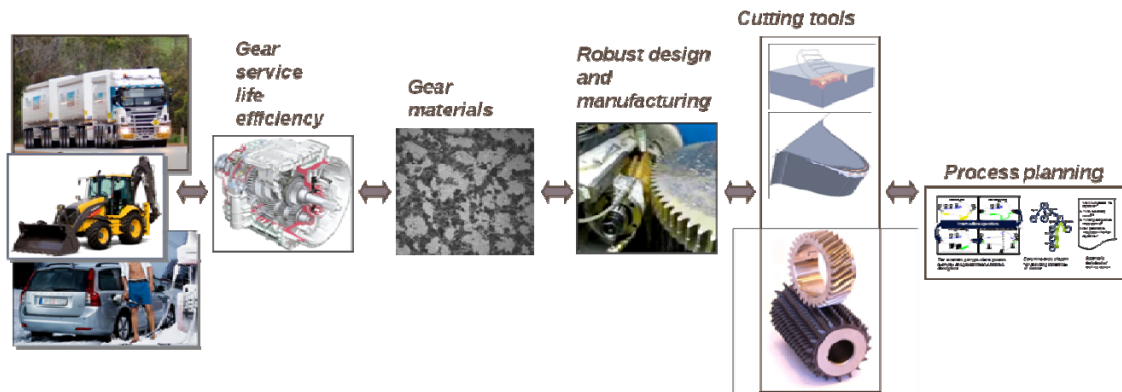 Cutting tools
Gear
service
life
efficiency
Gear
materials
Robust design
and
manufacturing
Process planning